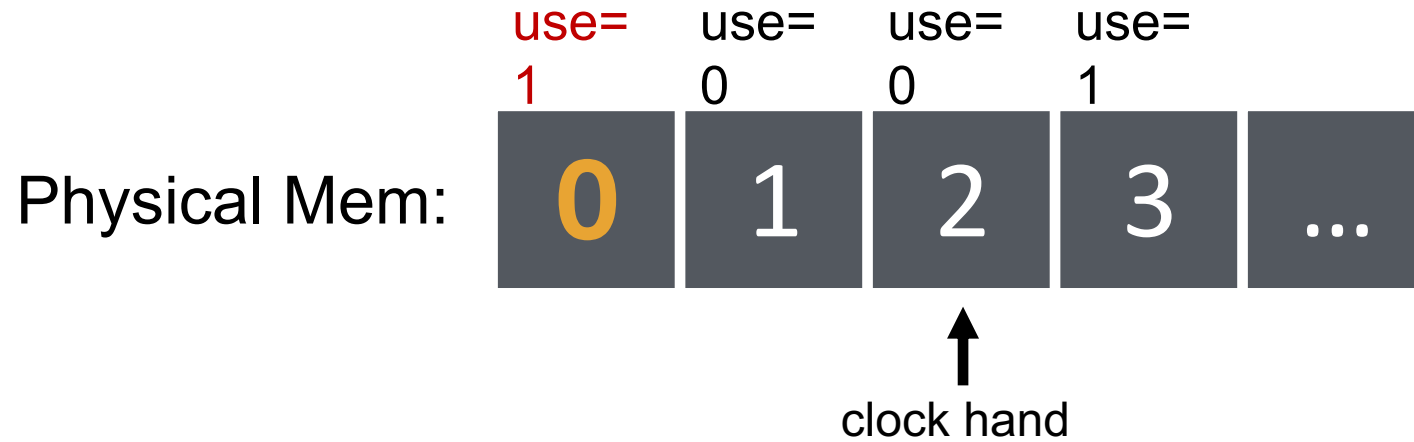 use= use= use= use=
1 0 0 1
Physical Mem: 0 1 2 3 ...
clock hand